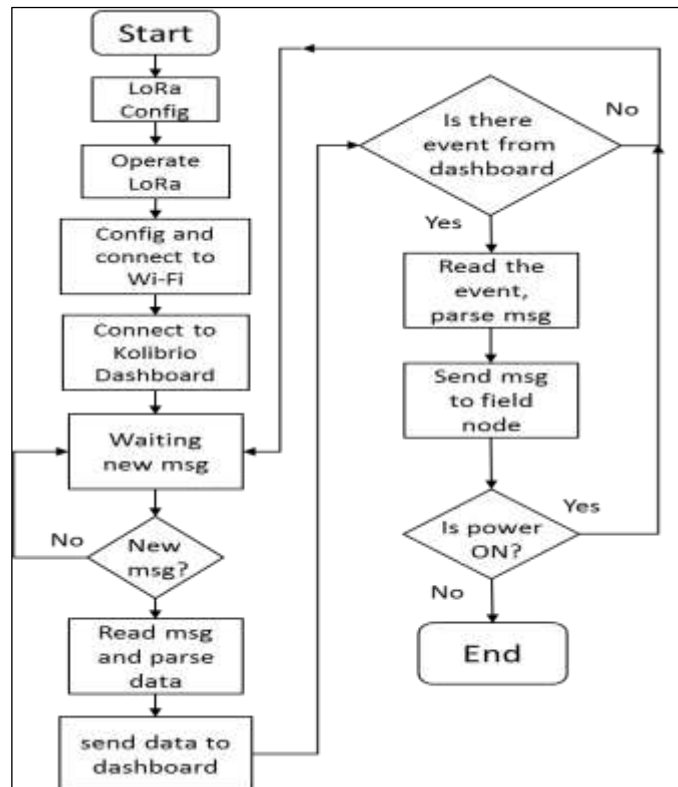 Start
LoRa
Config
Operate
LoRa
Config and
connect to
Wi-Fi
Connect to
Kolibrio
Dashboard
Waiting
new msg
No
New
msg?
Read msg
and parse
data
send data to
dashboard
Is there
event from
dashboard
No
Yes
Read the
event,
parse msg
Send msg
to field
node
Is power
ON?
Yes
No
End